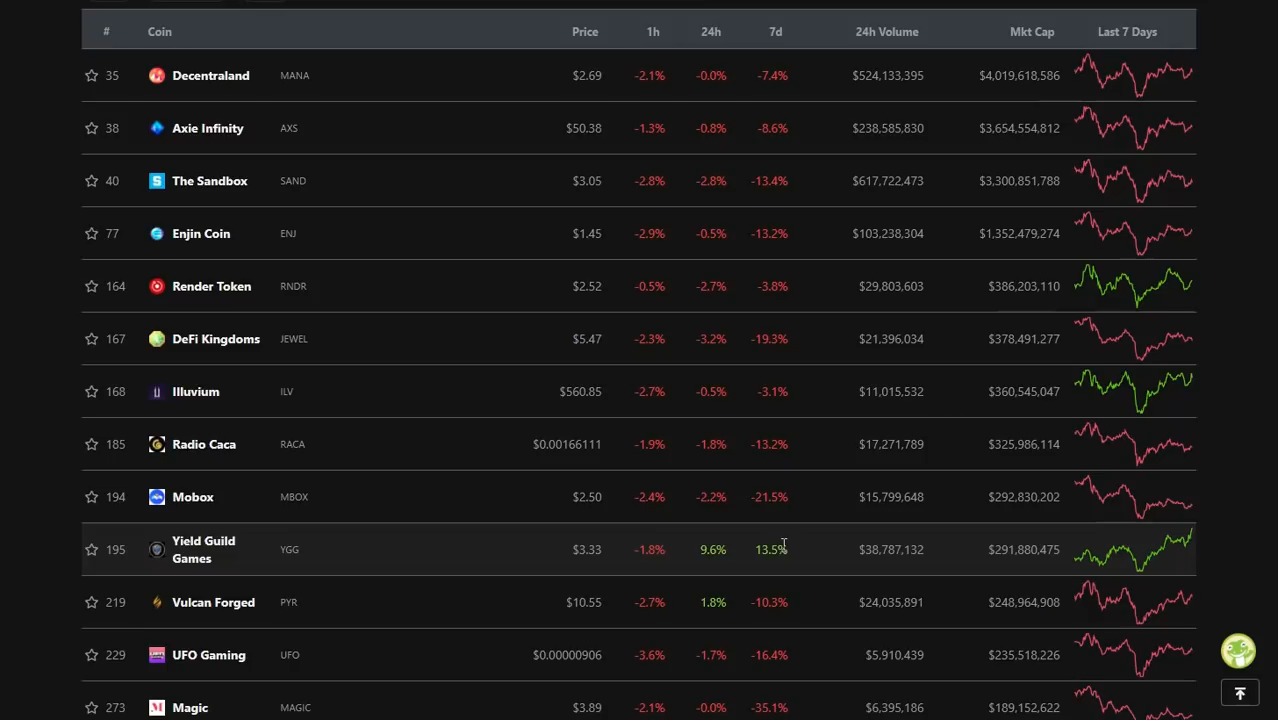 # Coin Price 1h 24h 7d 24h Volume Mkt Cap Last 7 Days
35 Decentraland MANA $2.69 -2.1% -0.0% -7.4% $524,133,395 $4,019,618,586
38 Axie Infinity AXS $50.38 -1.3% -0.8% -8.6% $238,585,830 $3,654,554,812
40 The Sandbox SAND $3.05 -2.8% -2.8% -13.4% $617,722,473 $3,300,851,788
77 Enjin Coin ENJ $1.45 -2.9% -0.5% -13.2% $103,238,304 $1,352,479,274
164 Render Token RNDR $2.52 -0.5% -2.7% -3.8% $29,803,603 $386,203,110
167 DeFi Kingdoms JEWEL $5.47 -2.3% -3.2% -19.3% $21,396,034 $378,491,277
168 Illuvium ILV $560.85 -2.7% -0.5% -3.1% $11,015,532 $360,545,047
185 Radio Caca RACA $0.00166111 -1.9% -1.8% -13.2% $17,271,789 $325,986,114
194 Mobox MBOX $2.50 -2.4% -2.2% -21.5% $15,799,648 $292,830,202
195 Yield Guild Games YGG $3.33 -1.8% 9.6% 13.5% $38,787,132 $291,880,475
219 Vulcan Forged PYR $10.55 -2.7% 1.8% -10.3% $24,035,891 $248,964,908
229 UFO Gaming UFO $0.00000906 -3.6% -1.7% -16.4% $5,910,439 $235,518,226
273 Magic MAGIC $3.89 -2.1% -0.0% -35.1% $6,395,186 $189,152,622